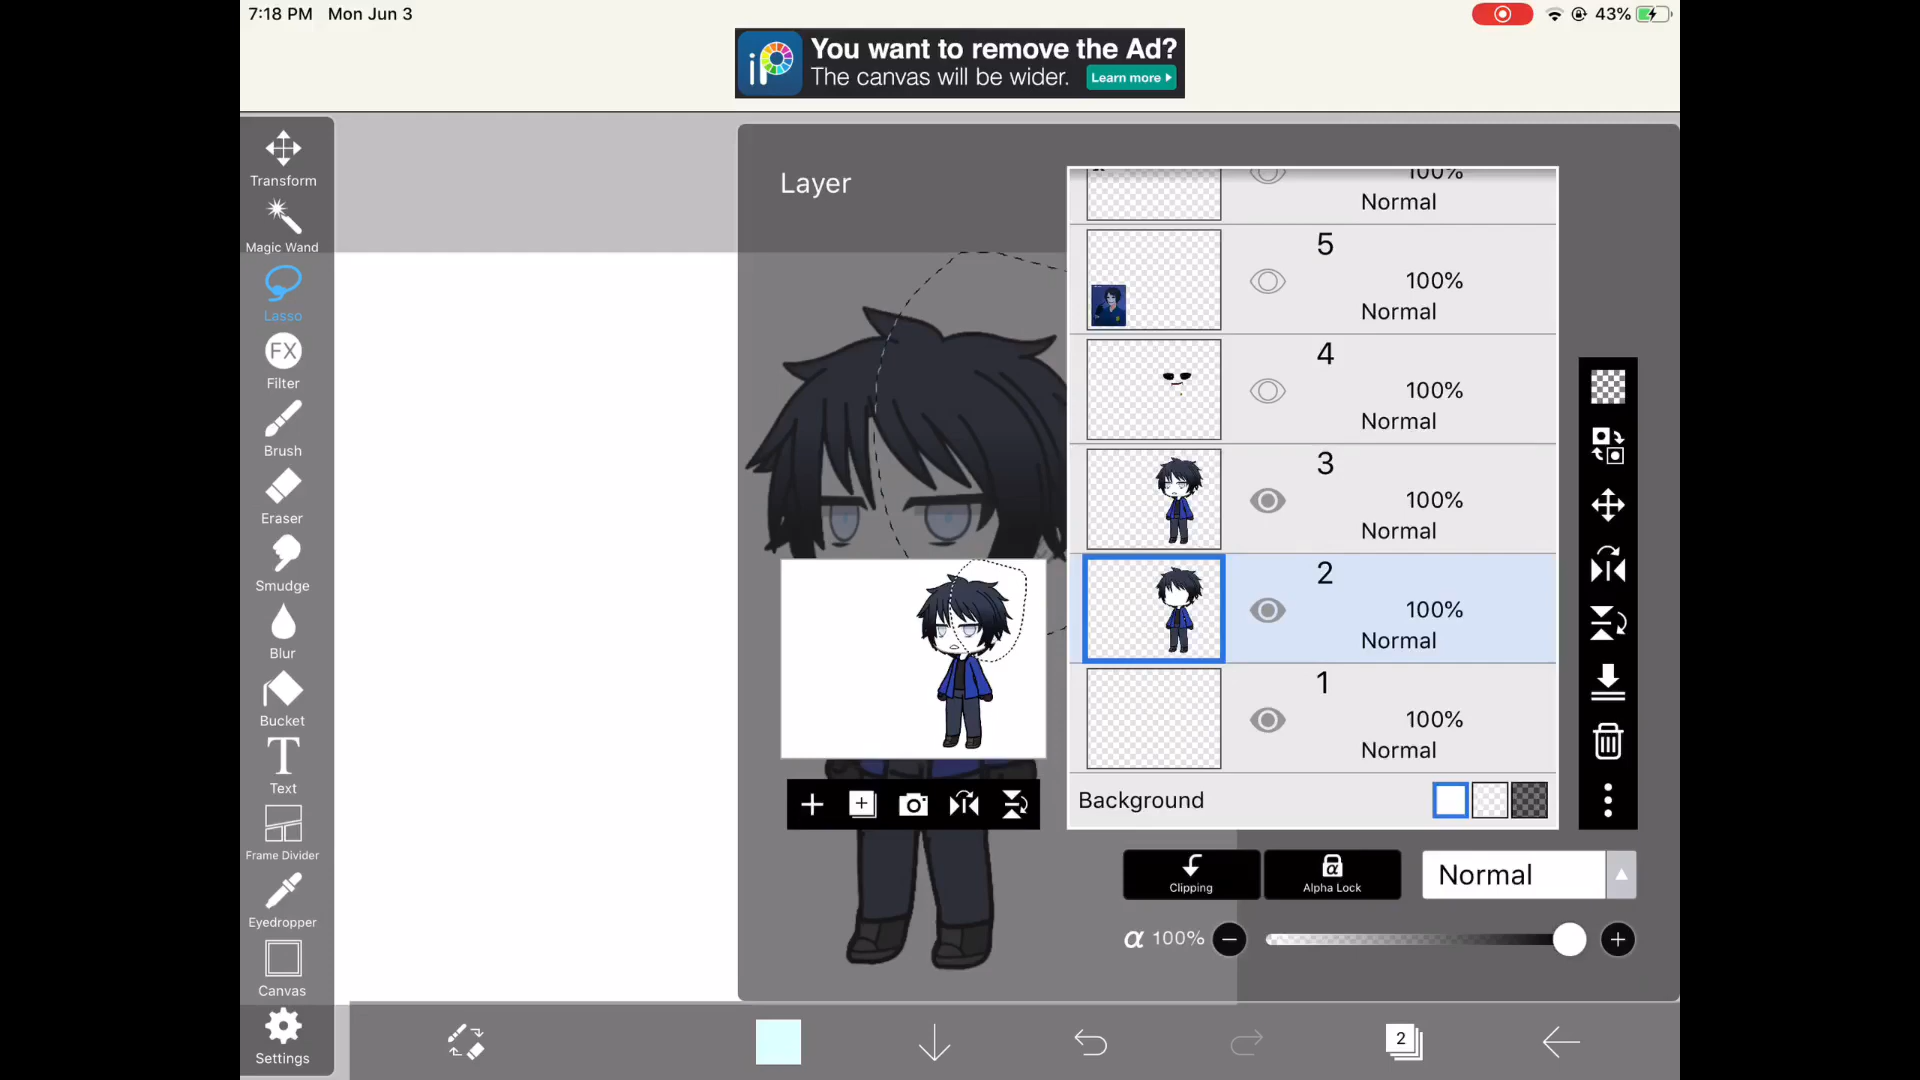 7:18 PM Mon Jun 3
43%
iP
You want to remove the Ad?
The canvas will be wider.
Learn more
Transform
Magic Wand
Lasso
FX
Filter
Brush
Eraser
Smudge
Blur
Bucket
T
Text
Frame Divider
Eyedropper
Canvas
Settings
Layer
100%
Normal
5
100%
Normal
4
100%
Normal
3
100%
Normal
2
100%
Normal
1
100%
Normal
Background
Clipping
α
Alpha Lock
Normal
α 100%
2